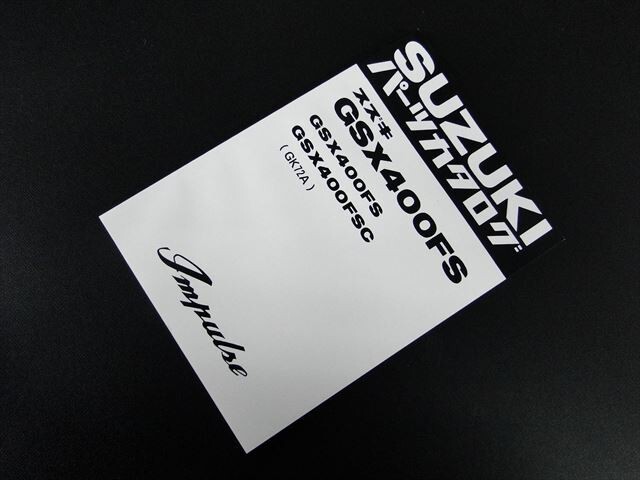 SUZUKI
パーツカタログ
スズキ
GSX400FS
GSX400FS
GSX400FSC
(GK72A)
Impulse